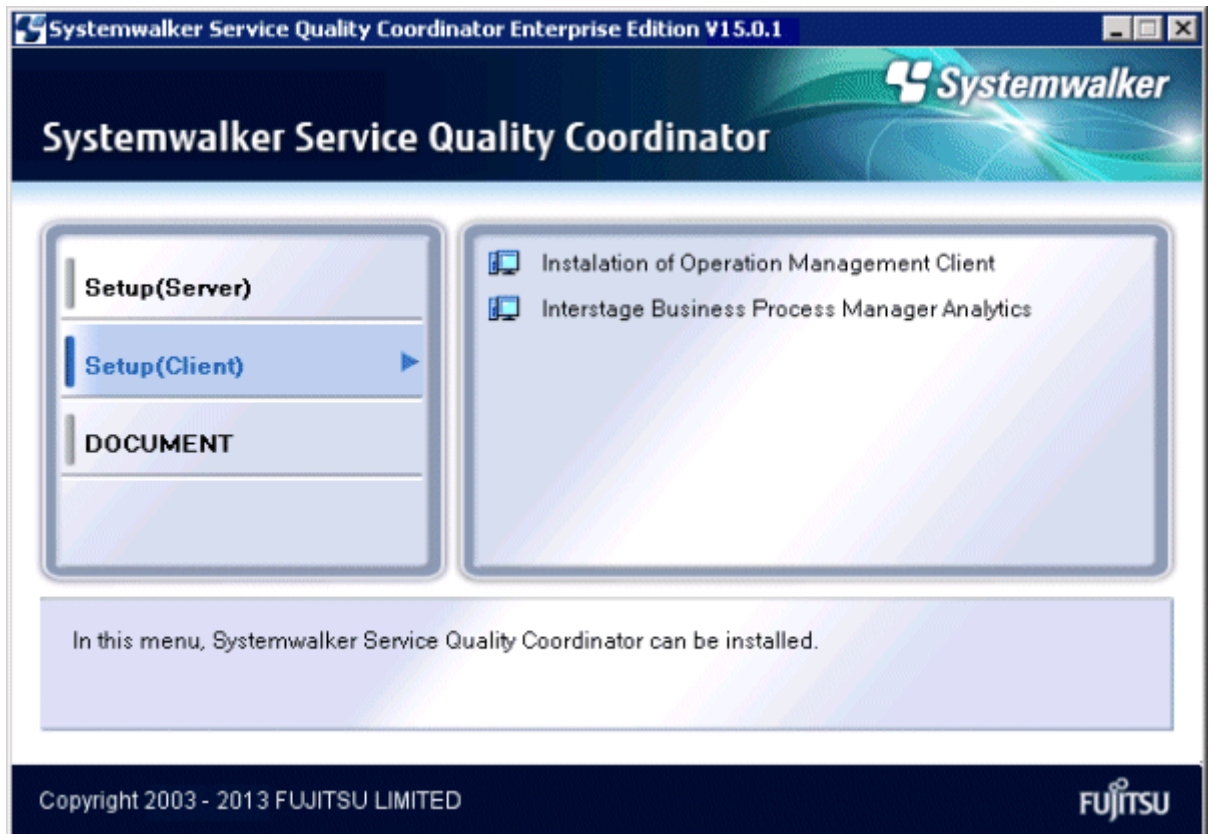 Systemwalker Service Quality Coordinator Enterprise Edition V15.0.1
Systemwalker
Systemwalker Service Quality Coordinator
Setup(Server)
Setup(Client)
DOCUMENT
Instalation of Operation Management Client
Interstage Business Process Manager Analytics
In this menu, Systemwalker Service Quality Coordinator can be installed.
Copyright 2003 - 2013 FUJITSU LIMITED
FUJITSU